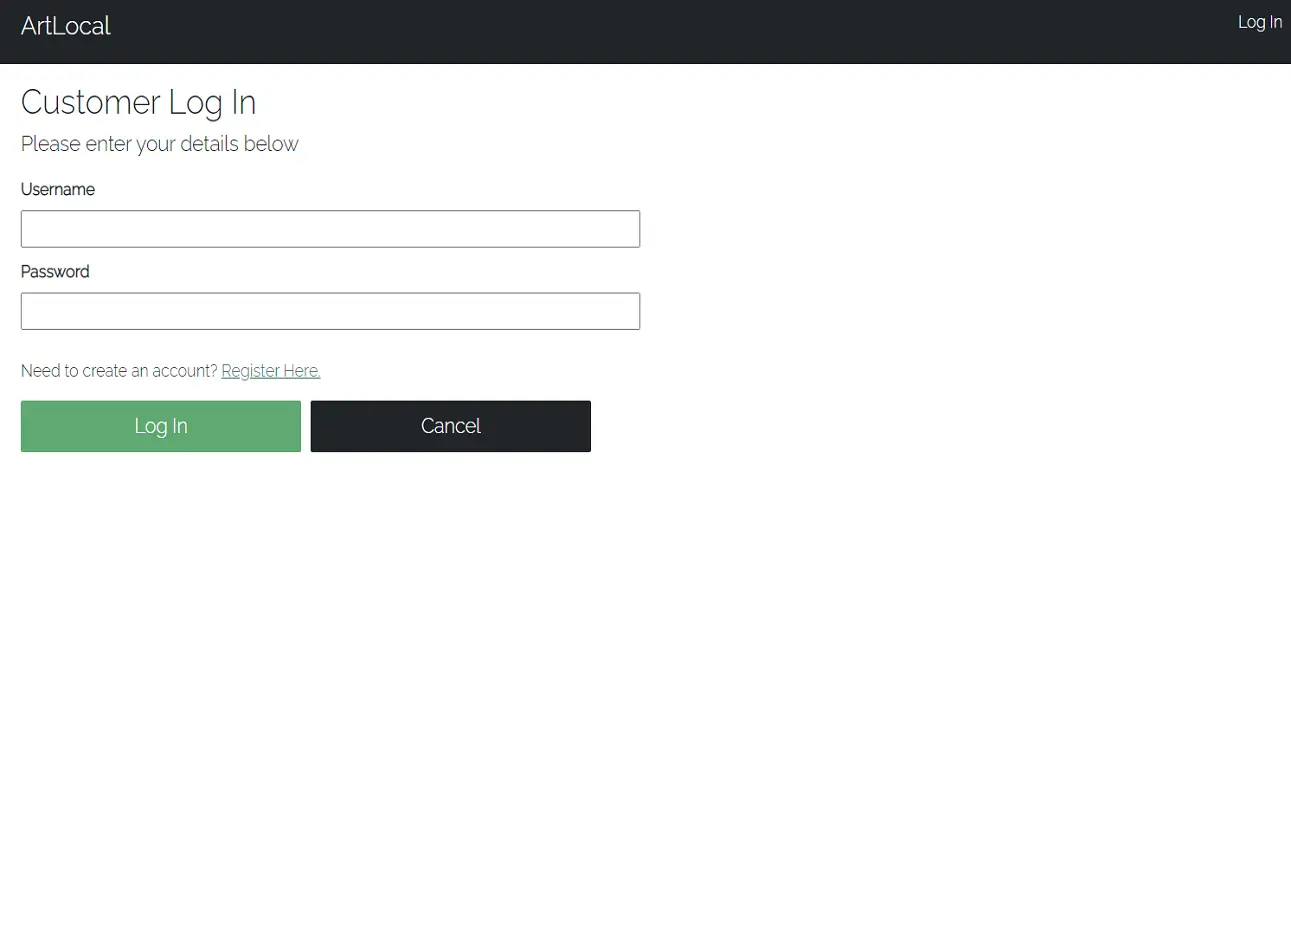 ArtLocal
Log In
Customer Log In
Please enter your details below
Username
Password
Need to create an account? Register Here.
Log In
Cancel